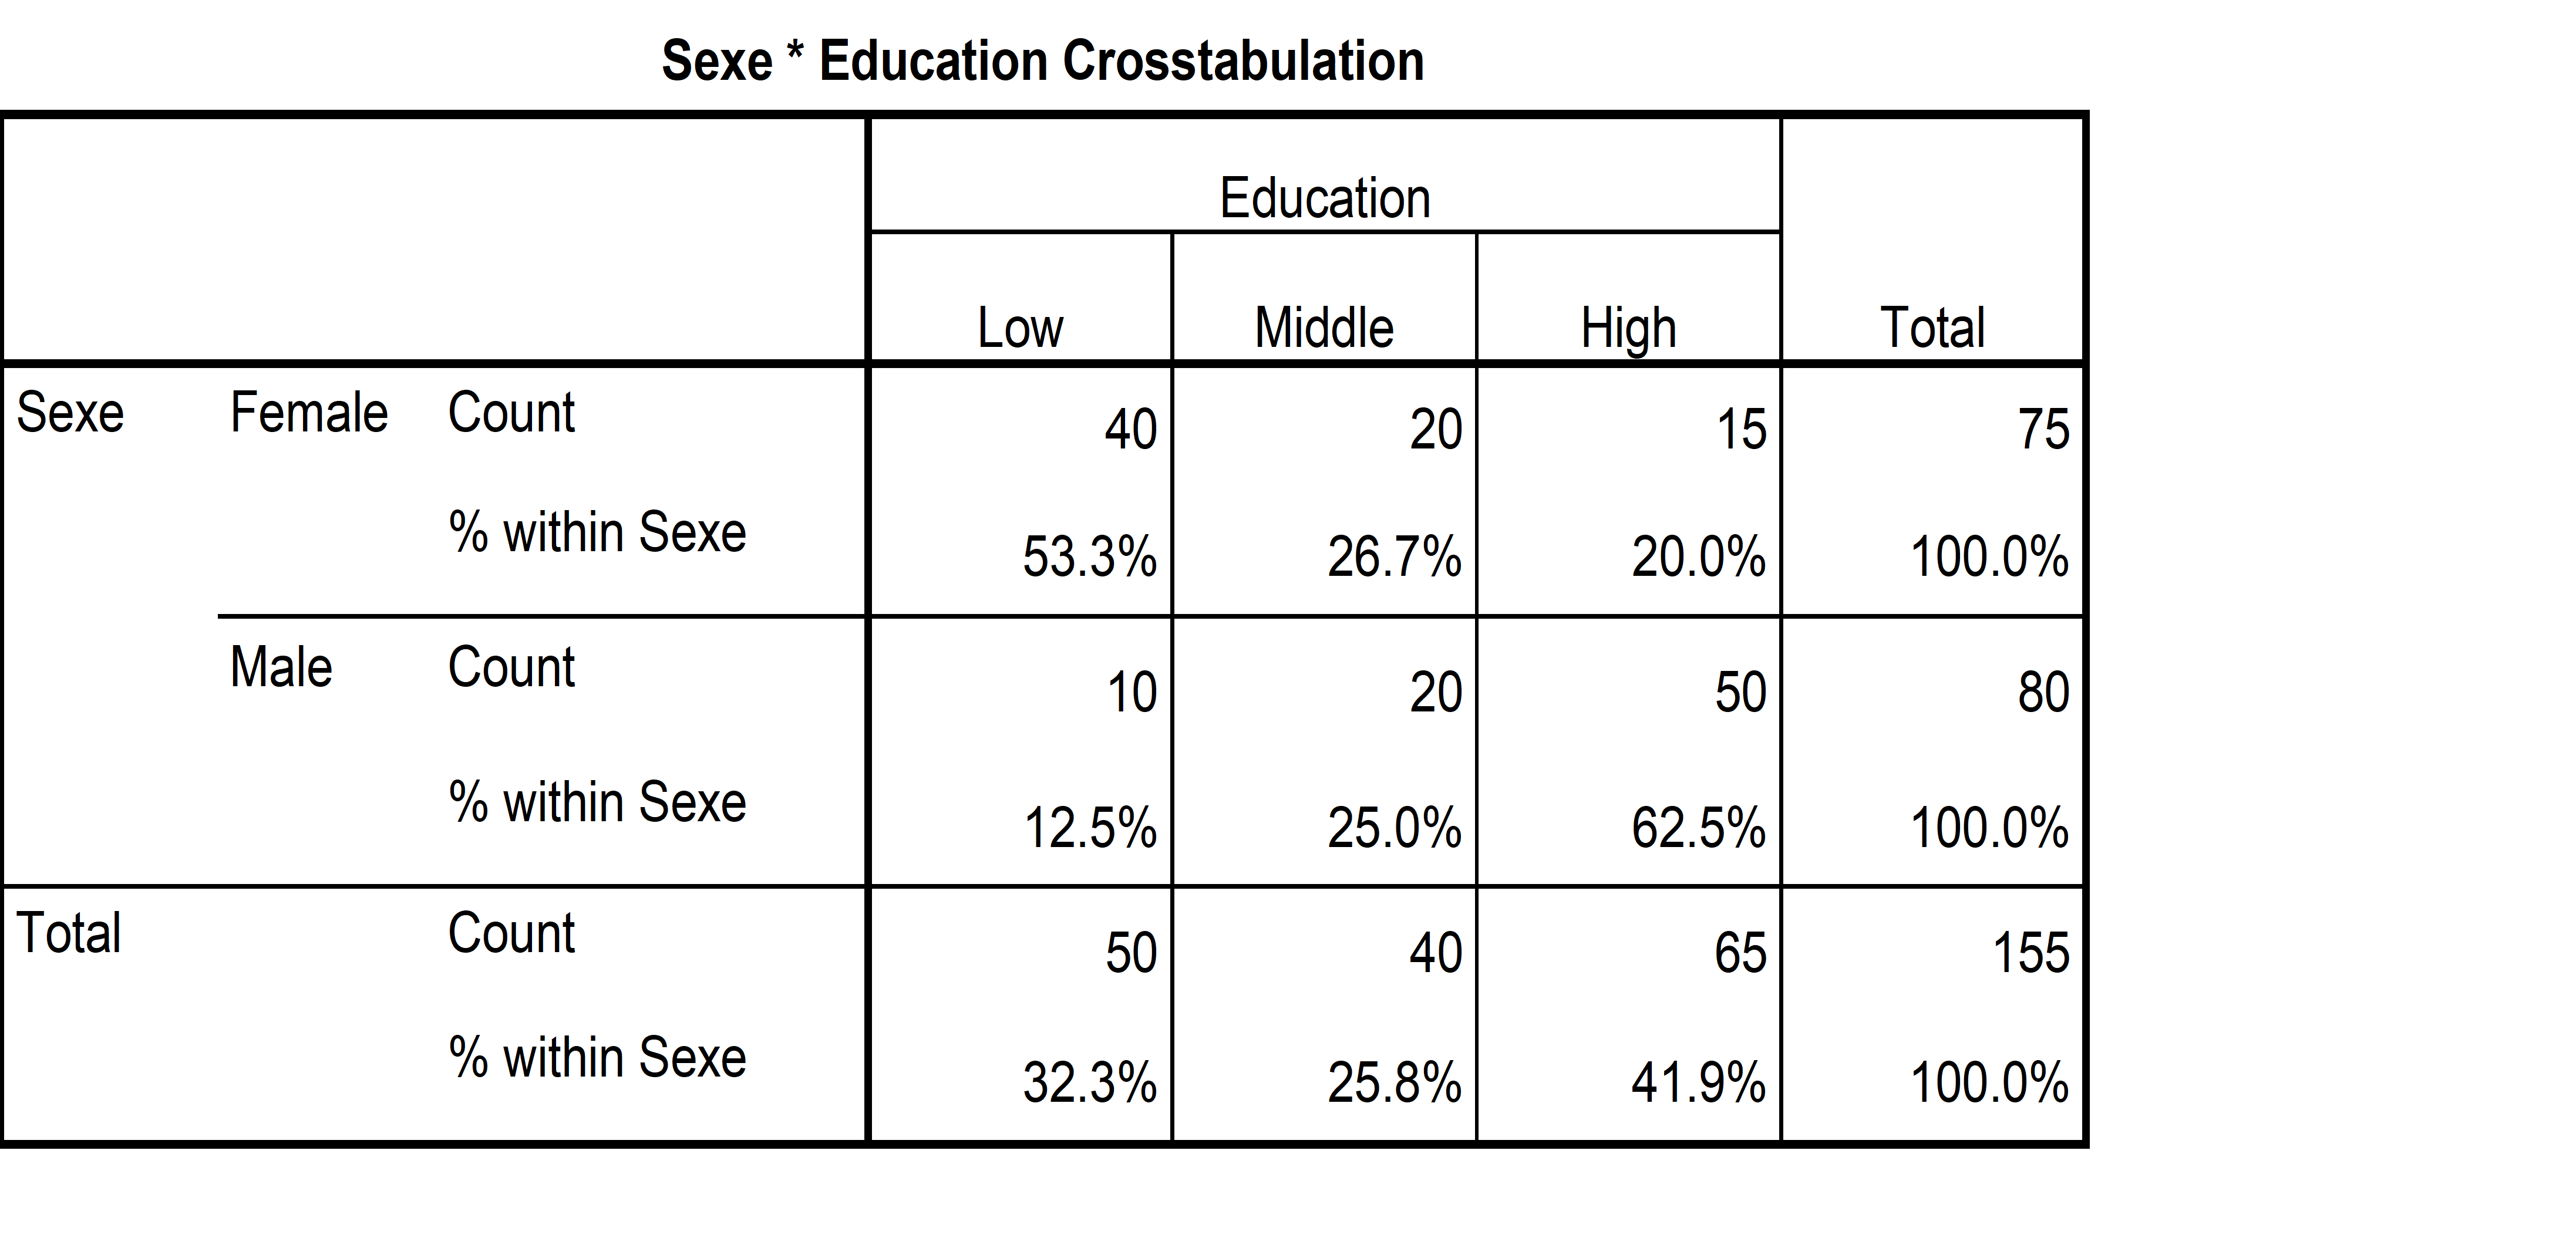 Sexe * Education Crosstabulation
Education
Low Middle High Total
Sexe Female Count 40 20 15 75
% within Sexe 53.3% 26.7% 20.0% 100.0%
Male Count 10 20 50 80
% within Sexe 12.5% 25.0% 62.5% 100.0%
Total Count 50 40 65 155
% within Sexe 32.3% 25.8% 41.9% 100.0%